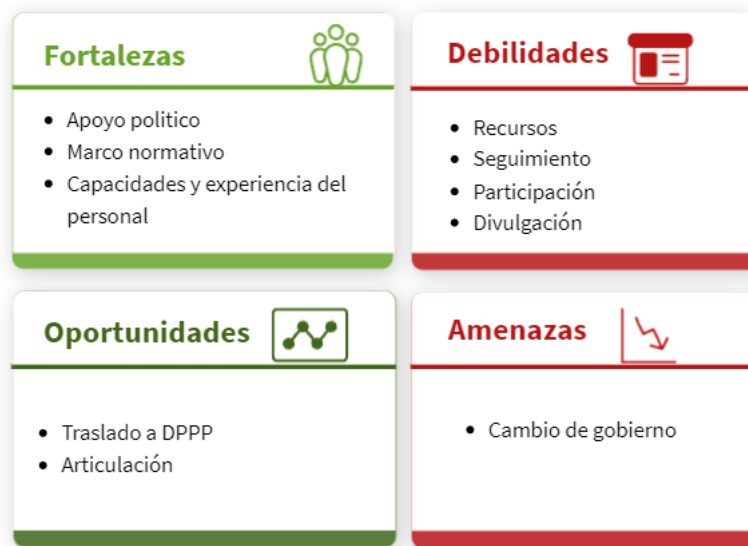 Fortalezas
Apoyo politico
Marco normativo
Capacidades y experiencia del
personal
Debilidades
Recursos
Seguimiento
Participación
Divulgación
Oportunidades
Traslado a DPPP
Articulación
Amenazas
Cambio de gobierno